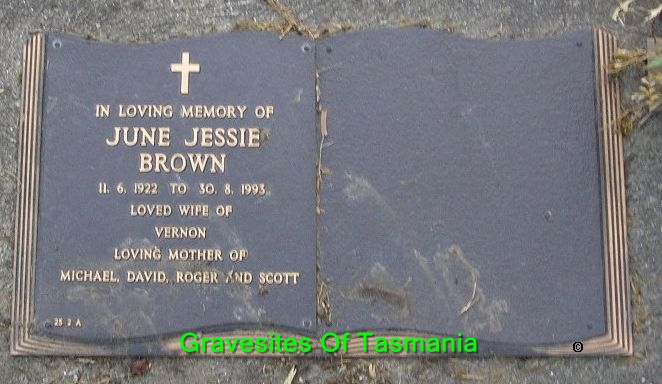 IN LOVING MEMORY OF
JUNE JESSIE
BROWN
11. 6. 1922 TO 30. 8. 1993
LOVED WIFE OF
VERNON
LOVING MOTHER OF
MICHAEL, DAVID, ROGER AND SCOTT
25 2 A
Gravesites Of Tasmania
©